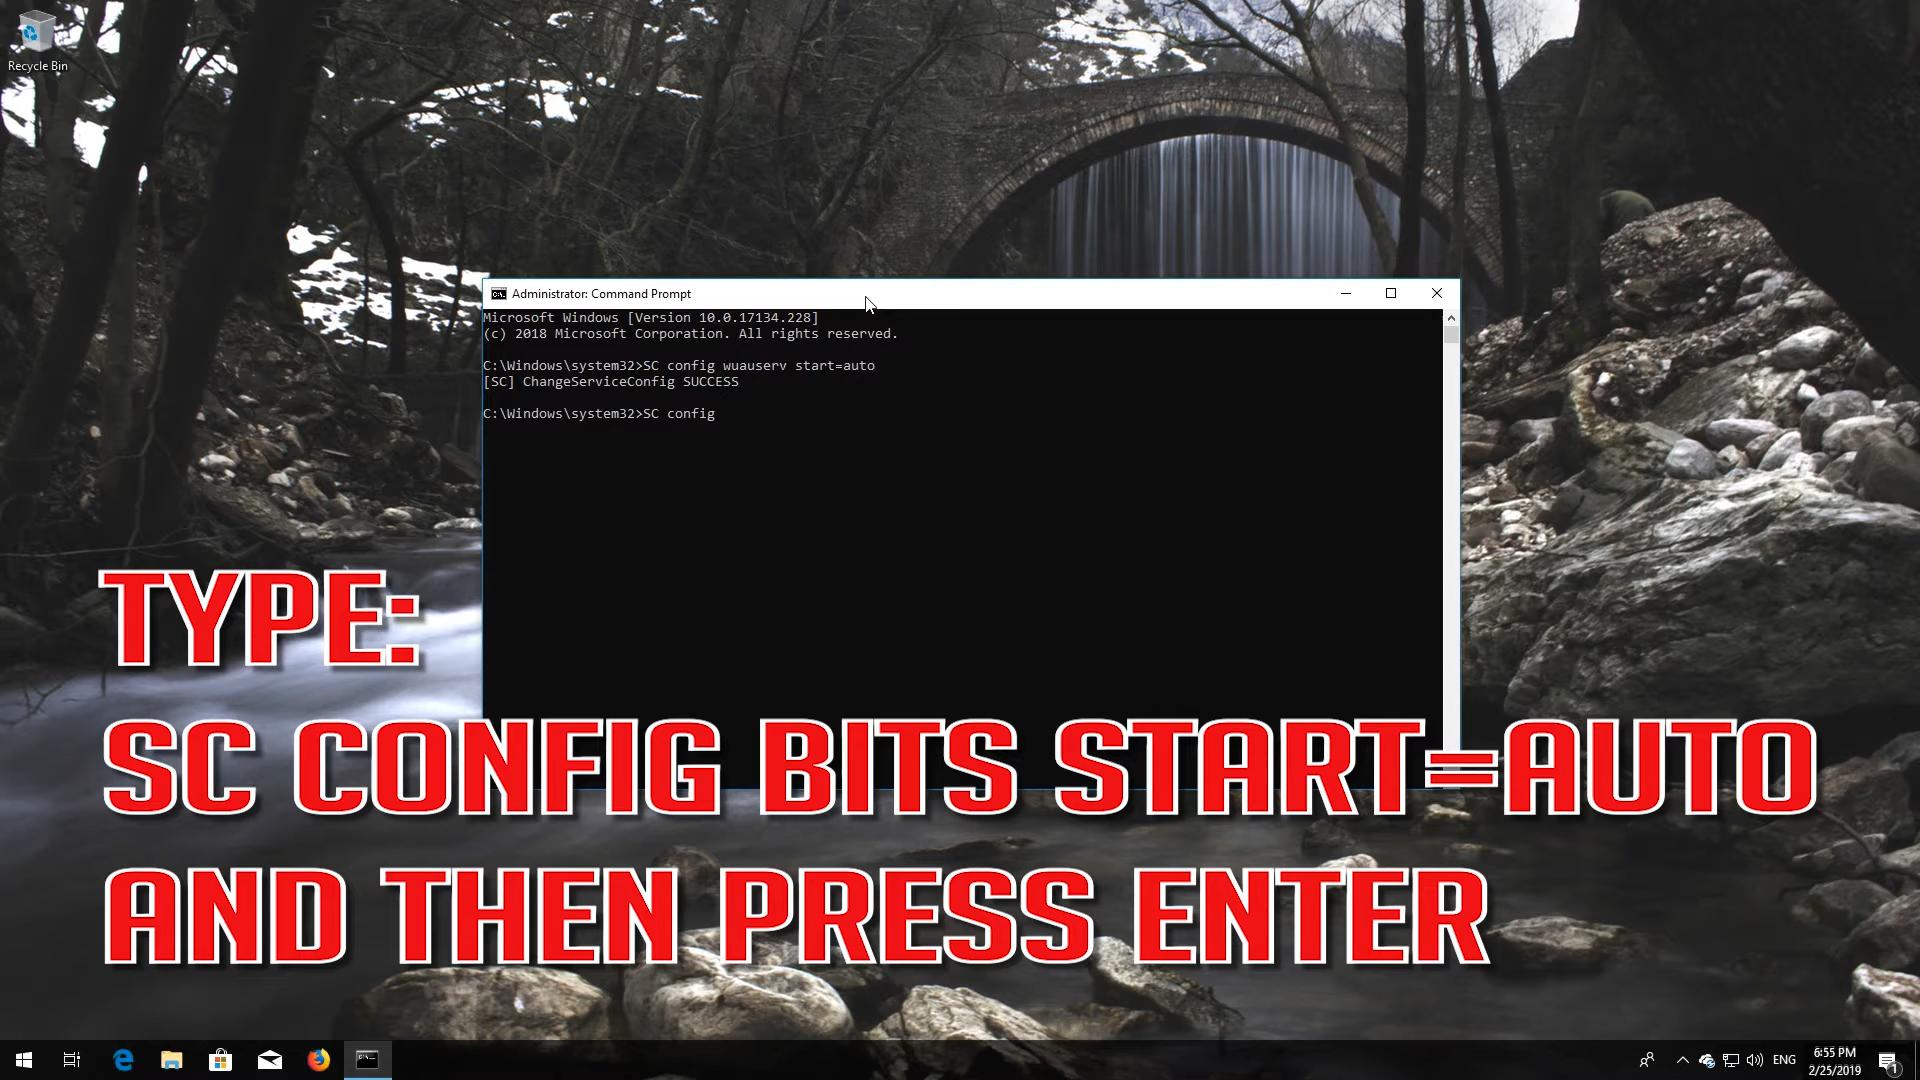 Recycle Bin
Administrator: Command Prompt
Microsoft Windows [Version 10.0.17134.228]
(c) 2018 Microsoft Corporation. All rights reserved.
C:\Windows\system32>SC config wuauserv start=auto
[SC] ChangeServiceConfig SUCCESS
C:\Windows\system32>SC config
TYPE:
SC CONFIG BITS START=AUTO
AND THEN PRESS ENTER
ENG
6:55 PM
2/25/2019
1